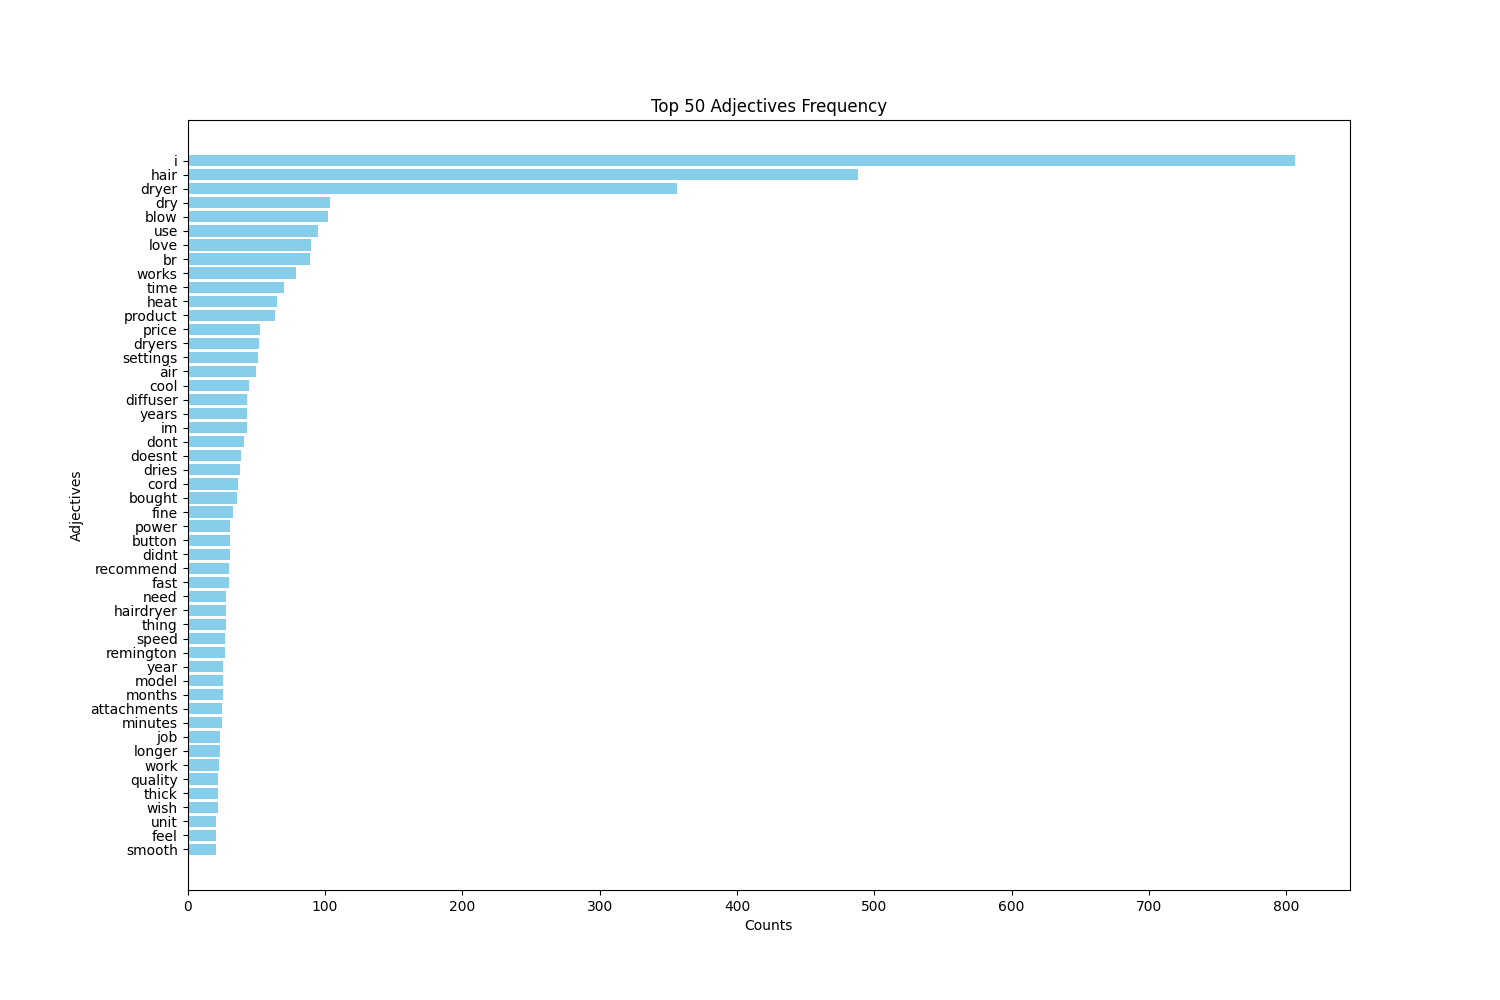 Top 50 Adjectives Frequency
i
hair
dryer
dry
blow
use
love
br
works
time
heat
product
price
dryers
settings
air
cool
diffuser
years
im
dont
doesnt
dries
cord
bought
fine
power
button
didnt
recommend
fast
need
hairdryer
thing
speed
remington
year
model
months
attachments
minutes
job
longer
work
quality
thick
wish
unit
feel
smooth
Adjectives
0 100 200 300 400 500 600 700 800
Counts